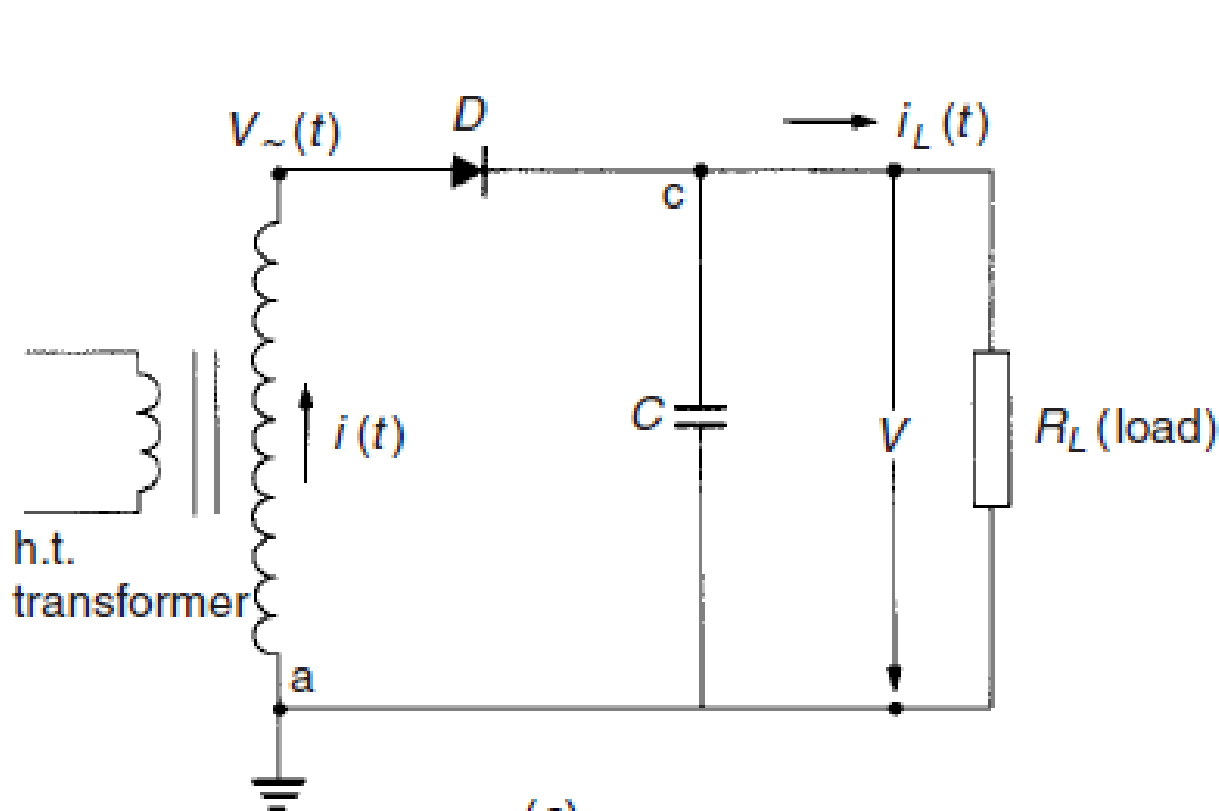 V~(t)
D
i_L (t)
c
C
i (t)
V
R_L (load)
h.t.
transformer
a